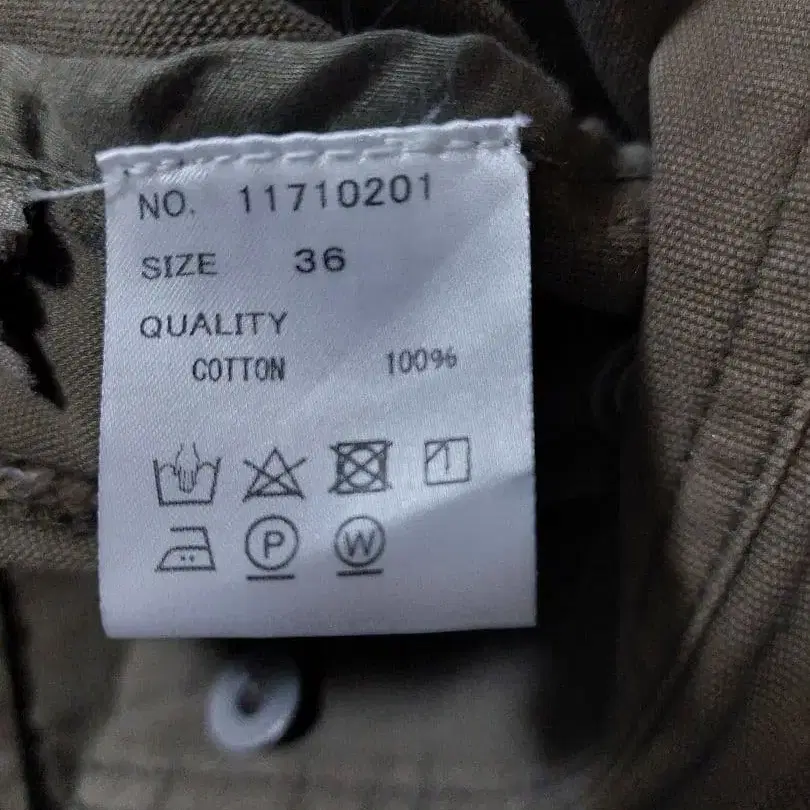 NO. 11710201
SIZE 36
QUALITY
COTTON 100%
P W